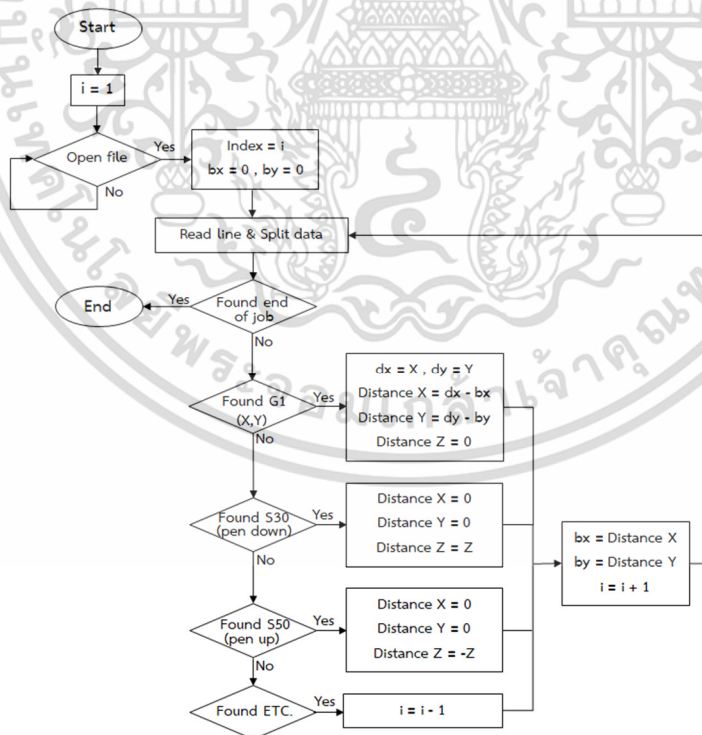 Start
i = 1
Open file
Yes
No
Index = i
bx = 0 , by = 0
Read line & Split data
Found end
of job
Yes
End
No
Found G1
(X,Y)
Yes
No
dx = X , dy = Y
Distance X = dx - bx
Distance Y = dy - by
Distance Z = 0
Found S30
(pen down)
Yes
No
Distance X = 0
Distance Y = 0
Distance Z = Z
bx = Distance X
by = Distance Y
i = i + 1
Found S50
(pen up)
Yes
No
Distance X = 0
Distance Y = 0
Distance Z = -Z
Found ETC.
Yes
i = i - 1